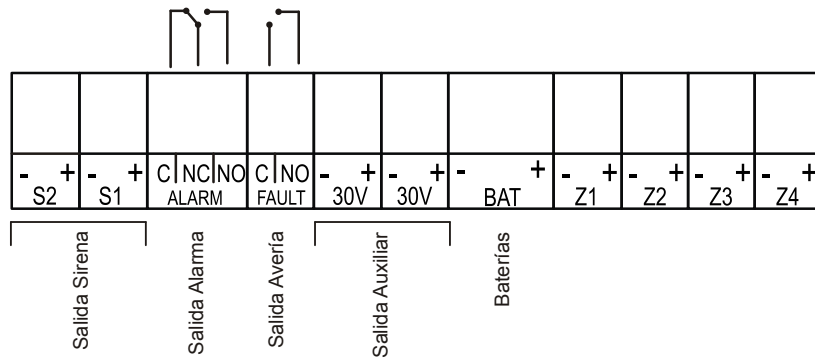 - + - + C NC NO C NO - + - + - + - + - + - + - +
S2 S1 ALARM FAULT 30V 30V BAT Z1 Z2 Z3 Z4
Salida Sirena
Salida Alarma
Salida Avería
Salida Auxiliar
Baterías